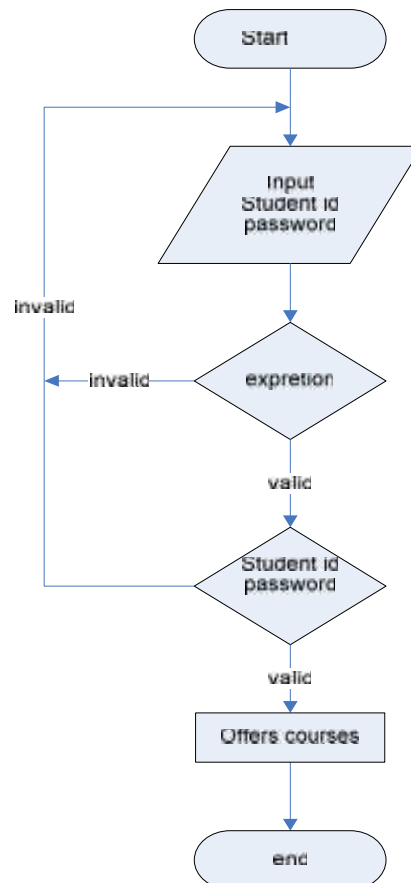 Start
Input
Student id
password
invalid
invalid
expretion
valid
Student id
password
valid
Offers courses
end